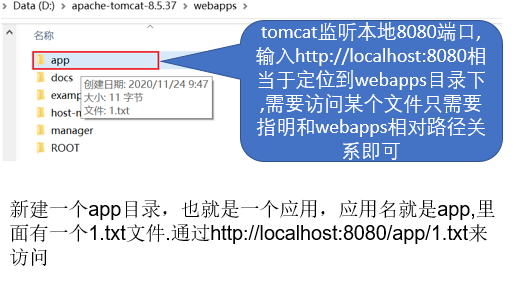 Data (D:) › apache-tomcat-8.5.37 › webapps ›
名称
app
docs
examp
host-m
manager
ROOT
创建日期: 2020/11/24 9:47
大小: 11 字节
文件: 1.txt
tomcat监听本地8080端口,
输入http://localhost:8080相
当于定位到webapps目录下
,需要访问某个文件只需要
指明和webapps相对路径关
系即可
新建一个app目录，也就是一个应用，应用名就是app,里
面有一个1.txt文件.通过http://localhost:8080/app/1.txt来
访问